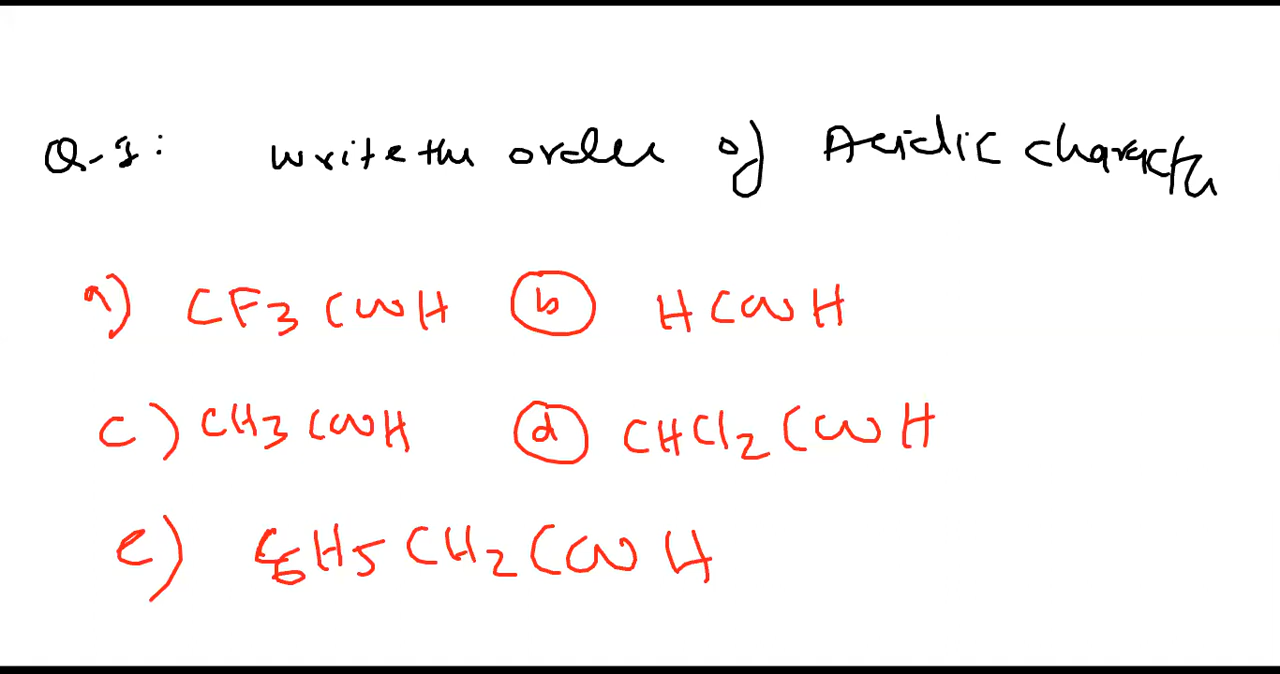 Q-1: Write the order of Acidic character
a) CF3COOH (b) HCOOH
c) CH3COOH (d) CHCl2COOH
e) C6H5CH2COOH